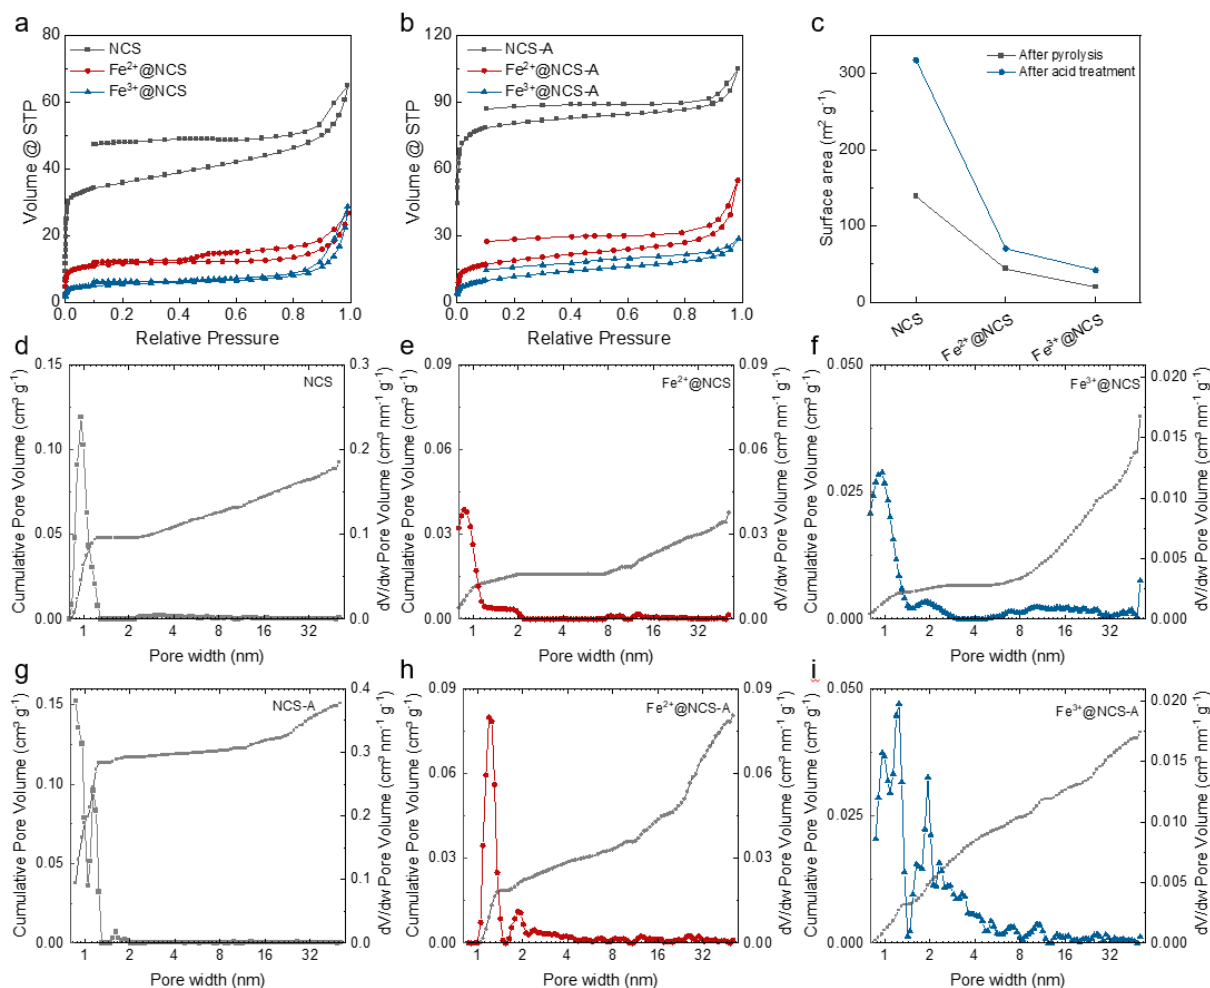 a
80
60
40
20
0
Volume @ STP
NCS
Fe²⁺@NCS
Fe³⁺@NCS
0.0 0.2 0.4 0.6 0.8 1.0
Relative Pressure
b
120
90
60
30
0
Volume @ STP
NCS-A
Fe²⁺@NCS-A
Fe³⁺@NCS-A
0.0 0.2 0.4 0.6 0.8 1.0
Relative Pressure
c
300
200
100
0
Surface area (m² g⁻¹)
After pyrolysis
After acid treatment
NCS
Fe²⁺@NCS
Fe³⁺@NCS
d
0.15
0.10
0.05
0.00
Cumulative Pore Volume (cm³ g⁻¹)
NCS
0.3
0.2
0.1
0.0
dV/dw Pore Volume (cm³ nm⁻¹ g⁻¹)
1 2 4 8 16 32
Pore width (nm)
e
0.09
0.06
0.03
0.00
Cumulative Pore Volume (cm³ g⁻¹)
Fe²⁺@NCS
0.09
0.06
0.03
0.00
dV/dw Pore Volume (cm³ nm⁻¹ g⁻¹)
1 2 4 8 16 32
Pore width (nm)
f
0.050
0.025
0.000
Cumulative Pore Volume (cm³ g⁻¹)
Fe³⁺@NCS
0.020
0.015
0.010
0.005
0.000
dV/dw Pore Volume (cm³ nm⁻¹ g⁻¹)
1 2 4 8 16 32
Pore width (nm)
g
0.15
0.10
0.05
0.00
Cumulative Pore Volume (cm³ g⁻¹)
NCS-A
0.4
0.3
0.2
0.1
0.0
dV/dw Pore Volume (cm³ nm⁻¹ g⁻¹)
1 2 4 8 16 32
Pore width (nm)
h
0.09
0.06
0.03
0.00
Cumulative Pore Volume (cm³ g⁻¹)
Fe²⁺@NCS-A
0.09
0.06
0.03
0.00
dV/dw Pore Volume (cm³ nm⁻¹ g⁻¹)
1 2 4 8 16 32
Pore width (nm)
i
0.050
0.025
0.000
Cumulative Pore Volume (cm³ g⁻¹)
Fe³⁺@NCS-A
0.020
0.015
0.010
0.005
0.000
dV/dw Pore Volume (cm³ nm⁻¹ g⁻¹)
1 2 4 8 16 32
Pore width (nm)